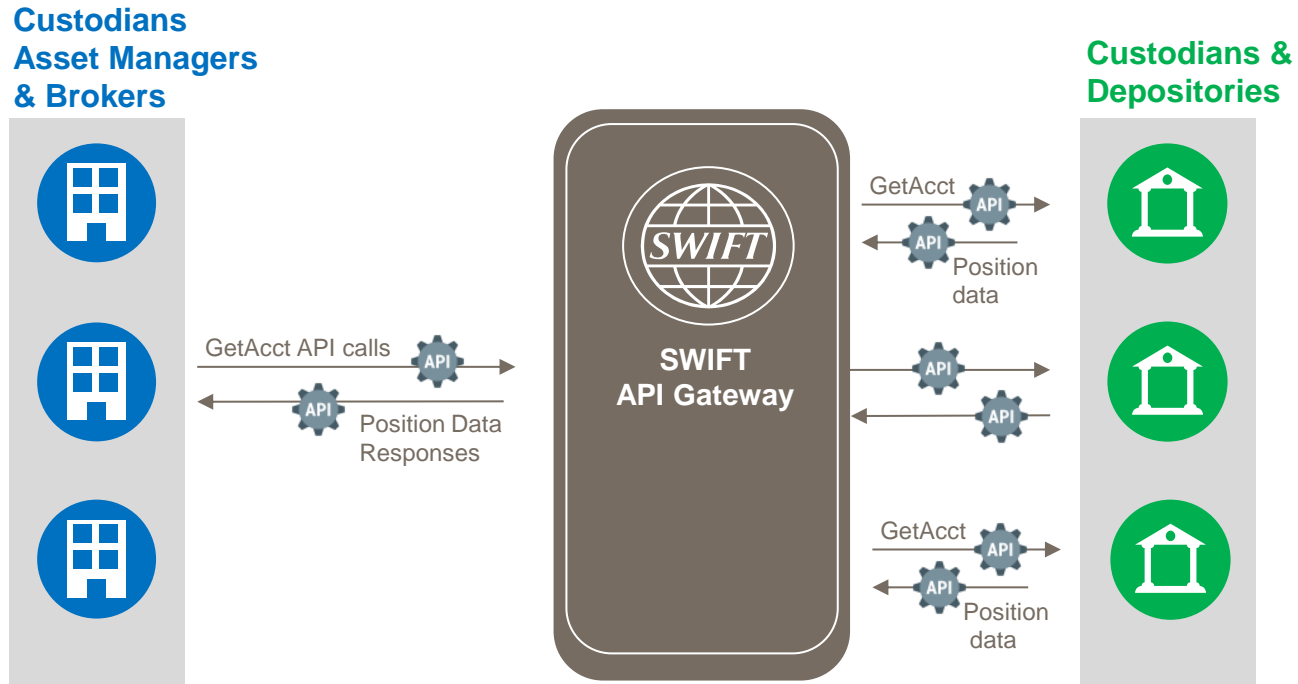 Custodians
Asset Managers
& Brokers
Custodians &
Depositories
SWIFT
SWIFT
API Gateway
GetAcct API calls
API
API
Position Data
Responses
GetAcct
API
API
Position
data
API
API
GetAcct
API
API
Position
data